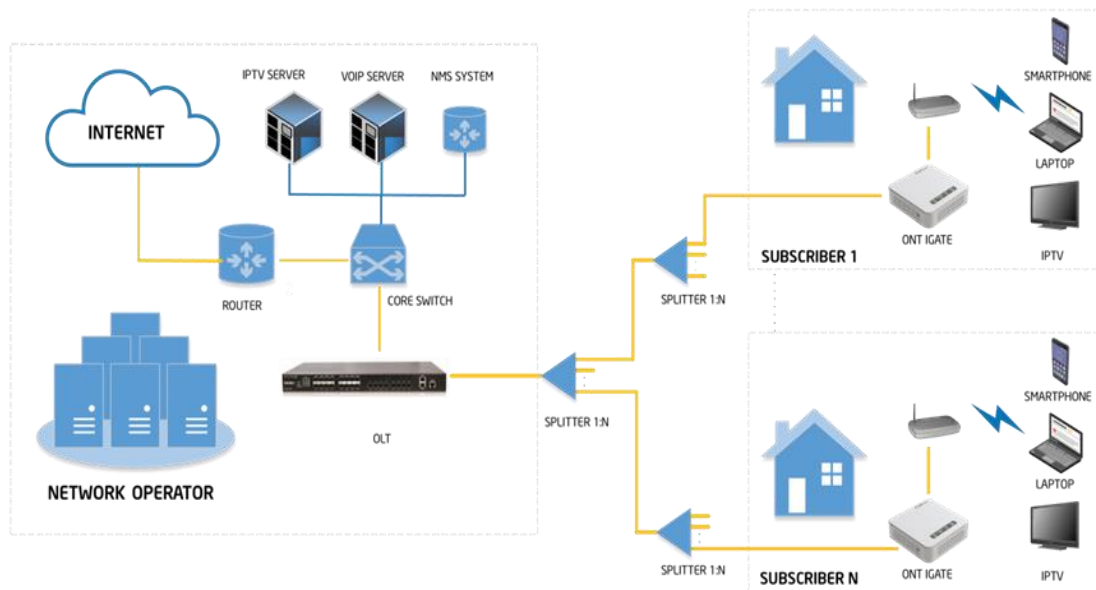 IPTV SERVER
VOIP SERVER
NMS SYSTEM
INTERNET
ROUTER
CORE SWITCH
OLT
NETWORK OPERATOR
SPLITTER 1:N
SPLITTER 1:N
SPLITTER 1:N
SMARTPHONE
LAPTOP
ONT IGATE
IPTV
SUBSCRIBER 1
SMARTPHONE
LAPTOP
ONT IGATE
IPTV
SUBSCRIBER N